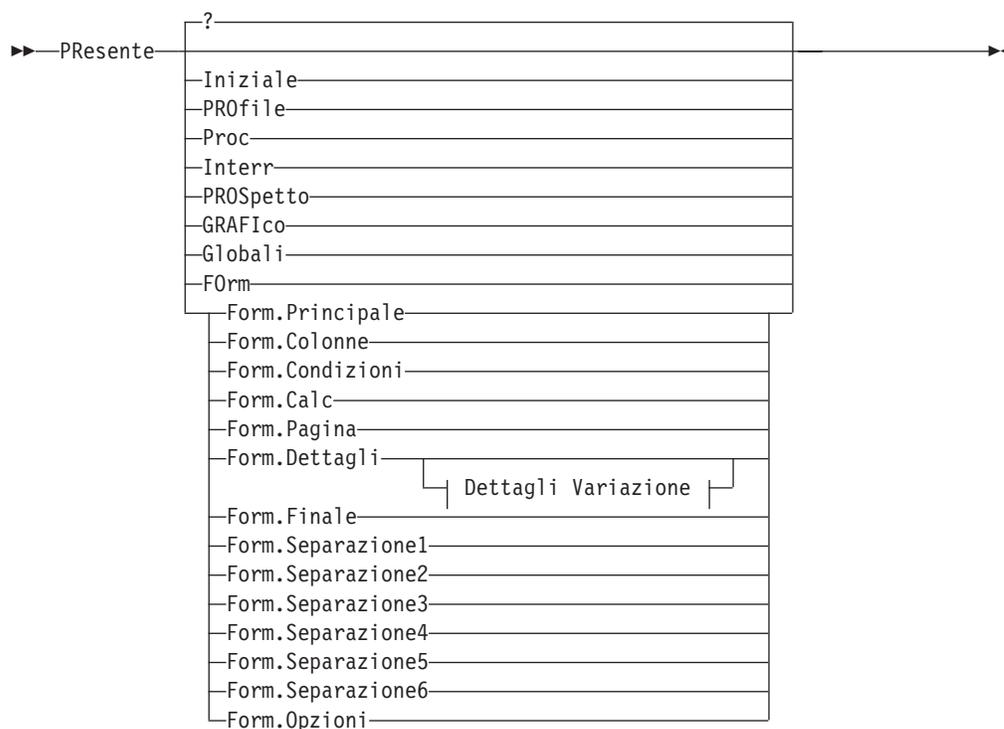 ?
PResente
Iniziale
PROfile
Proc
Interr
PROSpetto
GRAFIco
Globali
FOrm
Form.Principale
Form.Colonne
Form.Condizioni
Form.Calc
Form.Pagina
Form.Dettagli
Dettagli Variazione
Form.Finale
Form.Separazione1
Form.Separazione2
Form.Separazione3
Form.Separazione4
Form.Separazione5
Form.Separazione6
Form.Opzioni